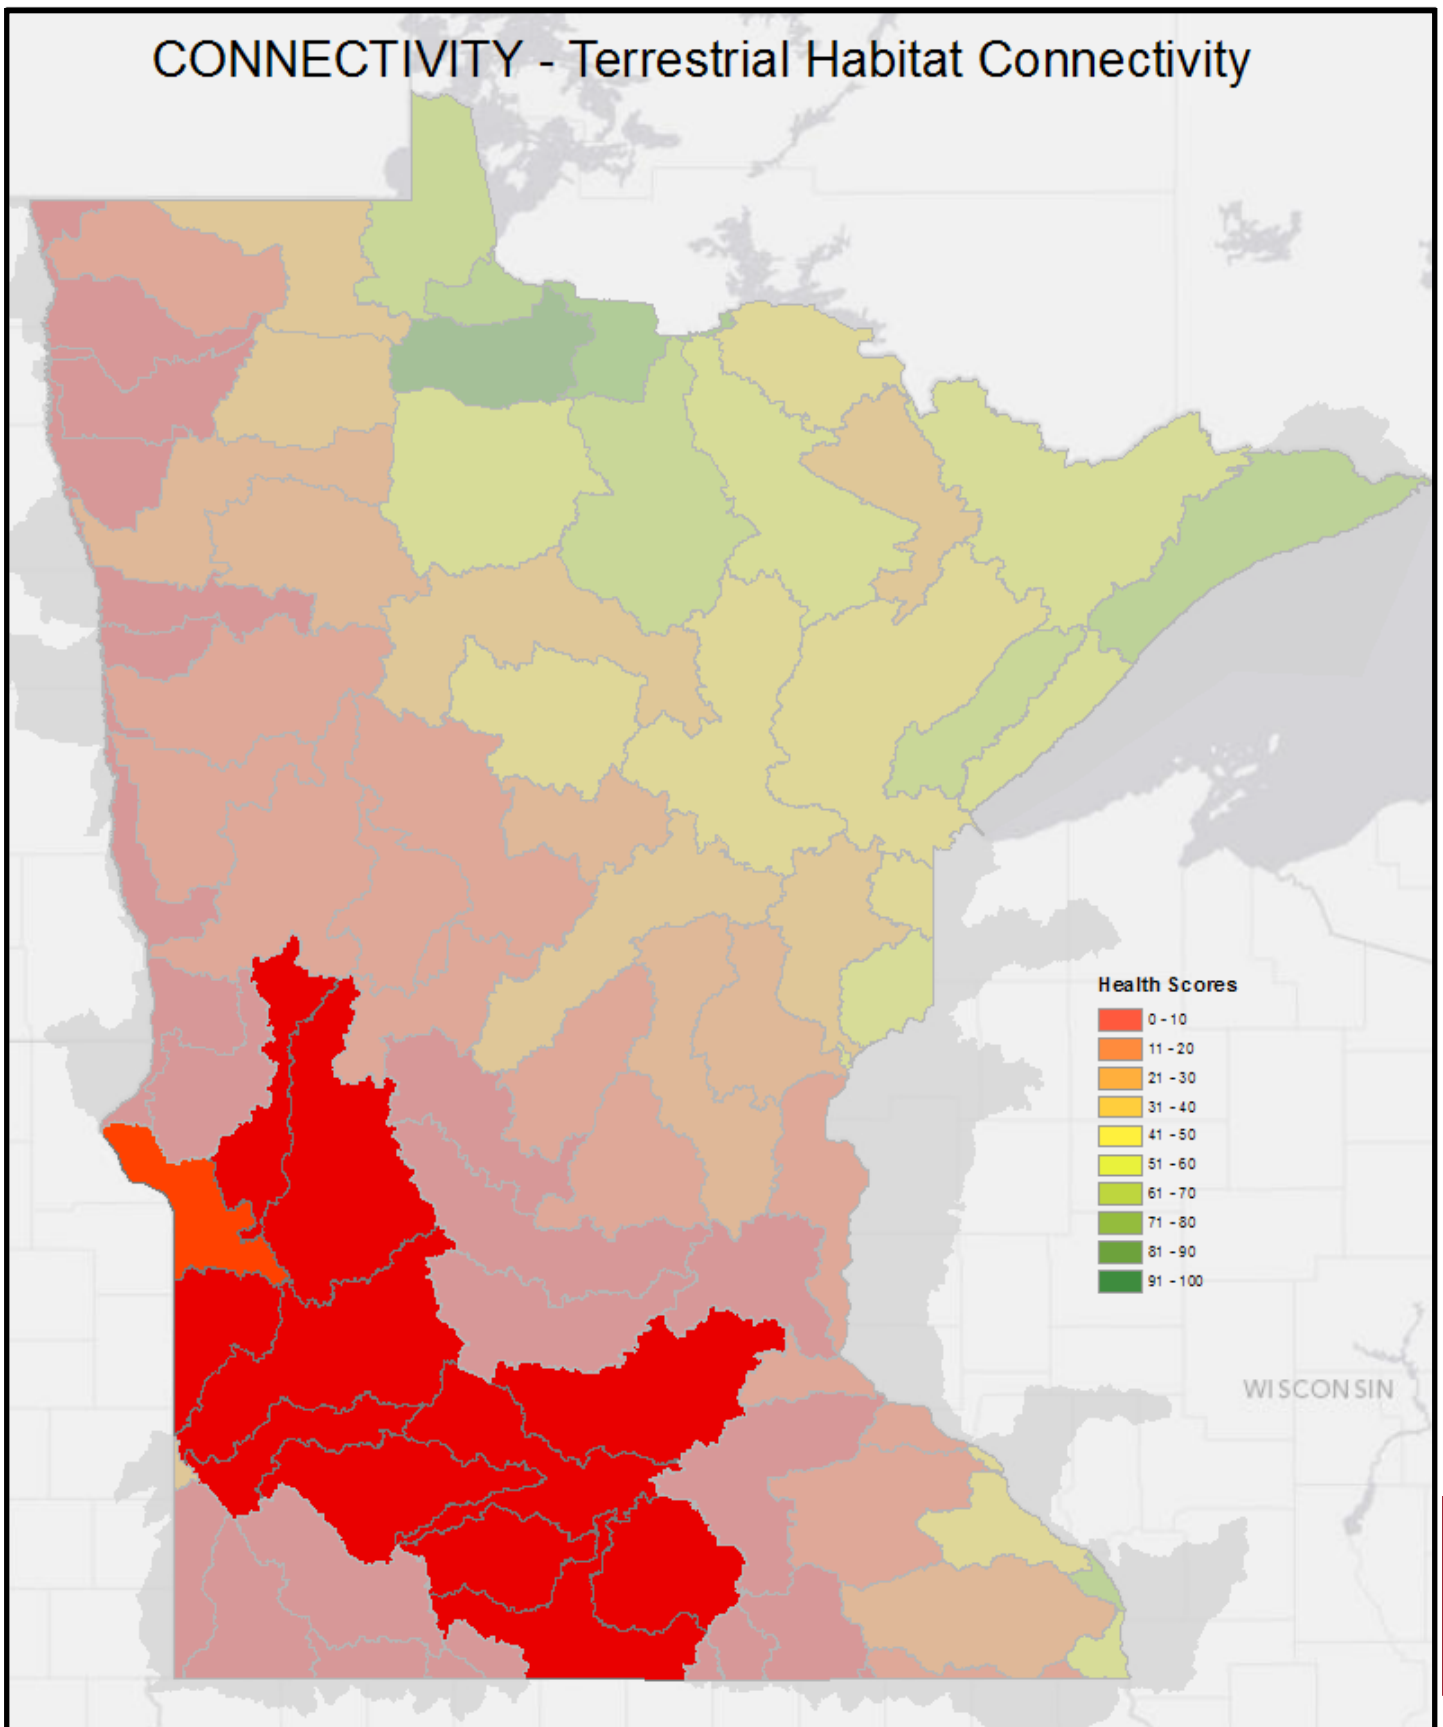 CONNECTIVITY - Terrestrial Habitat Connectivity
Health Scores
0 - 10
11 - 20
21 - 30
31 - 40
41 - 50
51 - 60
61 - 70
71 - 80
81 - 90
91 - 100
WISCONSIN